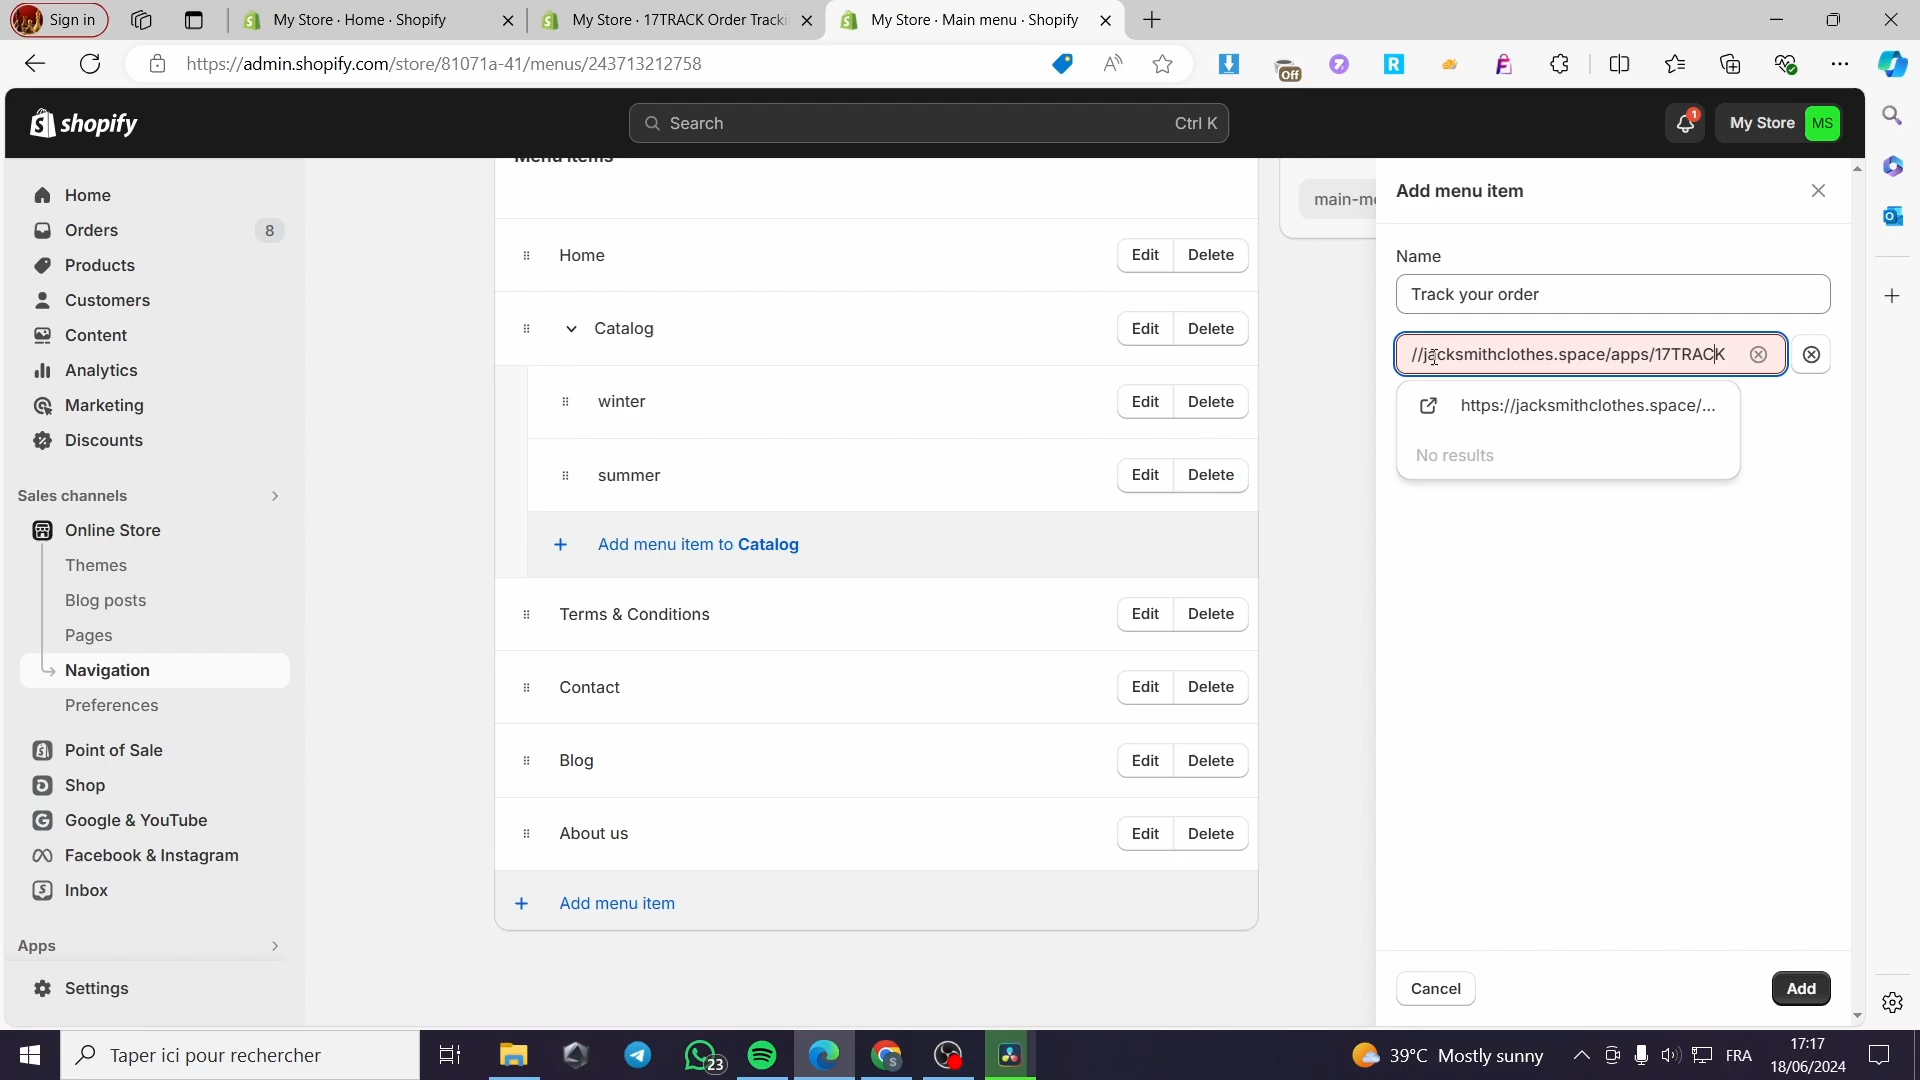 Sign in
My Store · Home · Shopify
My Store · 17TRACK Order Tracki
My Store · Main menu · Shopify
https://admin.shopify.com/store/81071a-41/menus/243713212758
Off
shopify
Search
Ctrl K
1
My Store
MS
Home
Orders
8
Products
Customers
Content
Analytics
Marketing
Discounts
Sales channels
Online Store
Themes
Blog posts
Pages
Navigation
Preferences
Point of Sale
Shop
Google & YouTube
Facebook & Instagram
Inbox
Apps
Settings
Menu items
Home
Edit
Delete
Catalog
Edit
Delete
winter
Edit
Delete
summer
Edit
Delete
Add menu item to Catalog
Terms & Conditions
Edit
Delete
Contact
Edit
Delete
Blog
Edit
Delete
About us
Edit
Delete
Add menu item
main-me
Add menu item
Name
Track your order
//jacksmithclothes.space/apps/17TRACK
https://jacksmithclothes.space/...
No results
Cancel
Add
Taper ici pour rechercher
23
39°C Mostly sunny
FRA
17:17
18/06/2024